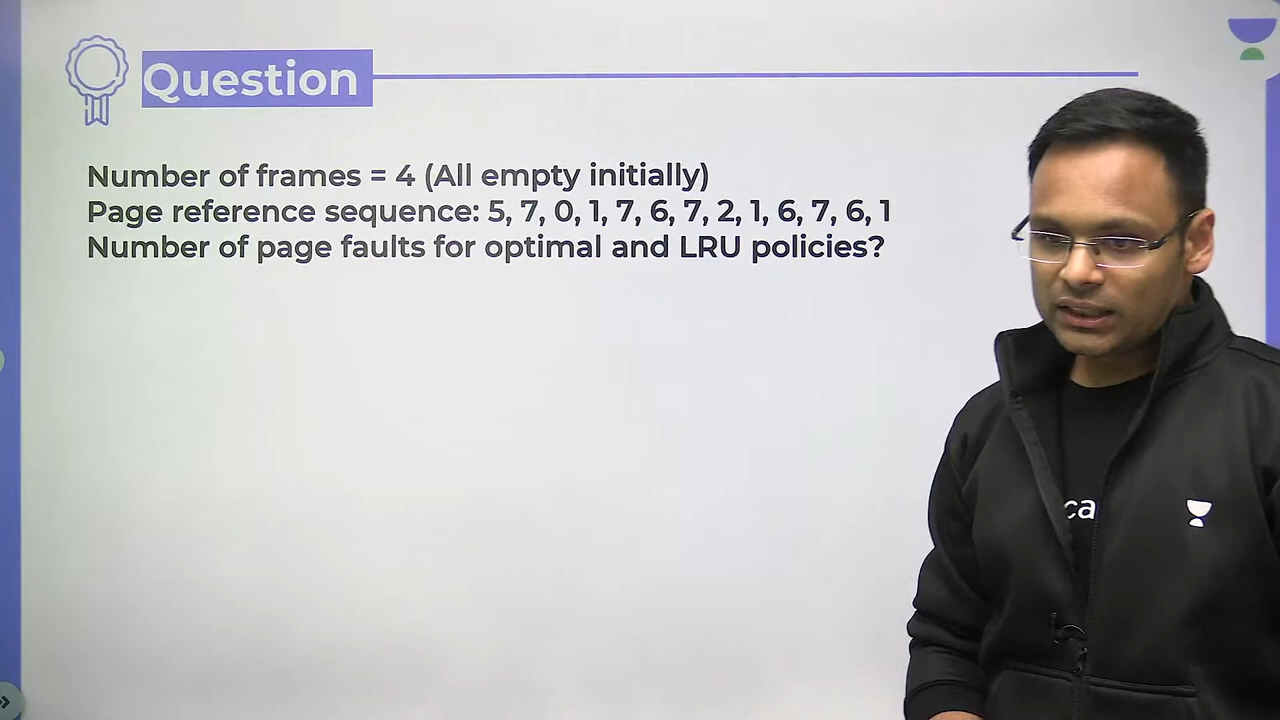 Question
Number of frames = 4 (All empty initially)
Page reference sequence: 5, 7, 0, 1, 7, 6, 7, 2, 1, 6, 7, 6, 1
Number of page faults for optimal and LRU policies?
ca